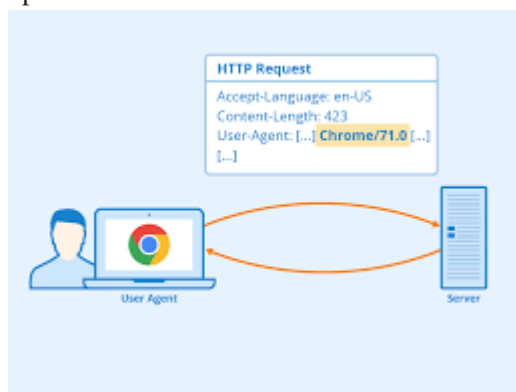 HTTP Request
Accept-Language: en-US
Content-Length: 423
User-Agent: [...] Chrome/71.0 [...]
[...]
User Agent
Server